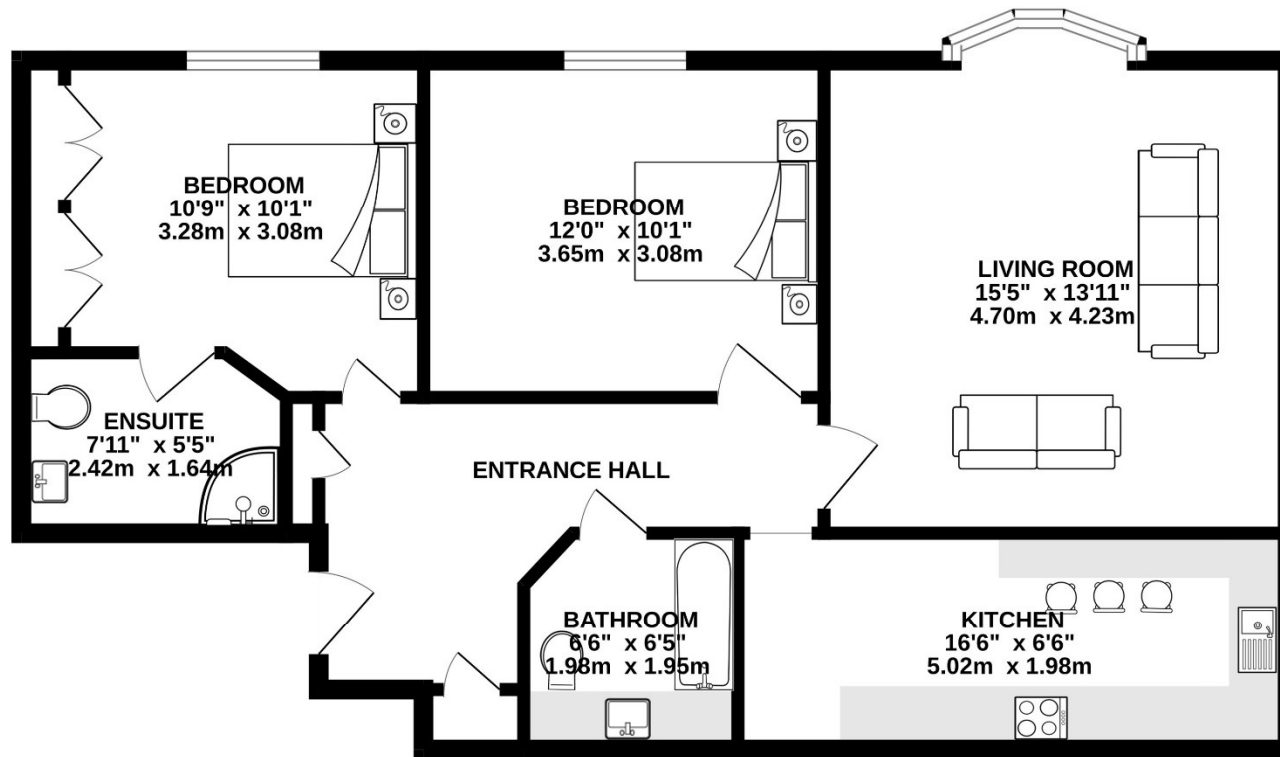 BEDROOM
10'9" x 10'1"
3.28m x 3.08m
BEDROOM
12'0" x 10'1"
3.65m x 3.08m
LIVING ROOM
15'5" x 13'11"
4.70m x 4.23m
ENSUITE
7'11" x 5'5"
2.42m x 1.64m
ENTRANCE HALL
BATHROOM
6'6" x 6'5"
1.98m x 1.95m
KITCHEN
16'6" x 6'6"
5.02m x 1.98m